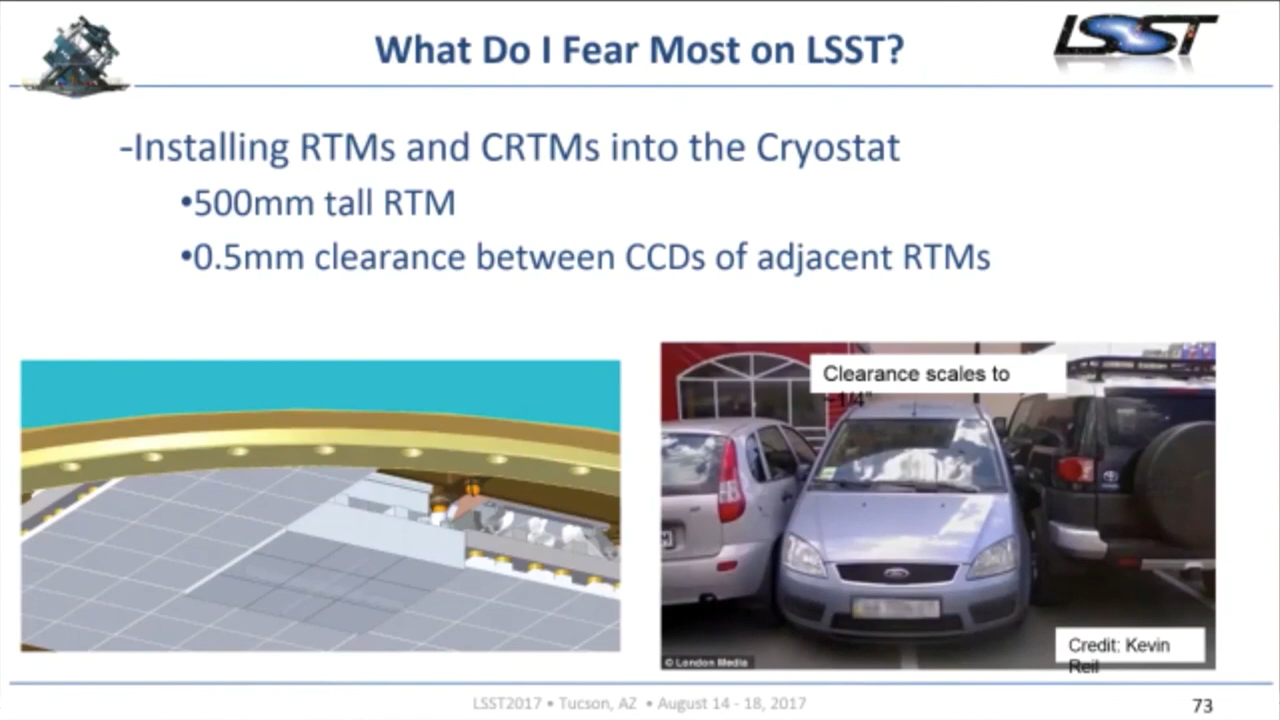 What Do I Fear Most on LSST?
LSST
-Installing RTMs and CRTMs into the Cryostat
•500mm tall RTM
•0.5mm clearance between CCDs of adjacent RTMs
Clearance scales to
~1/4"
© London Media
Credit: Kevin
Reil
LSST2017 • Tucson, AZ • August 14 - 18, 2017
73